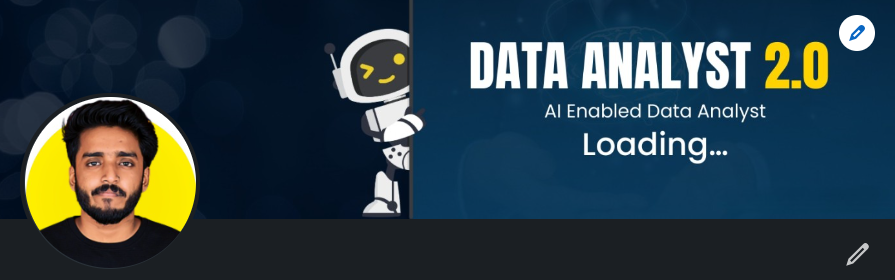 DATA ANALYST 2.0
AI Enabled Data Analyst
Loading...